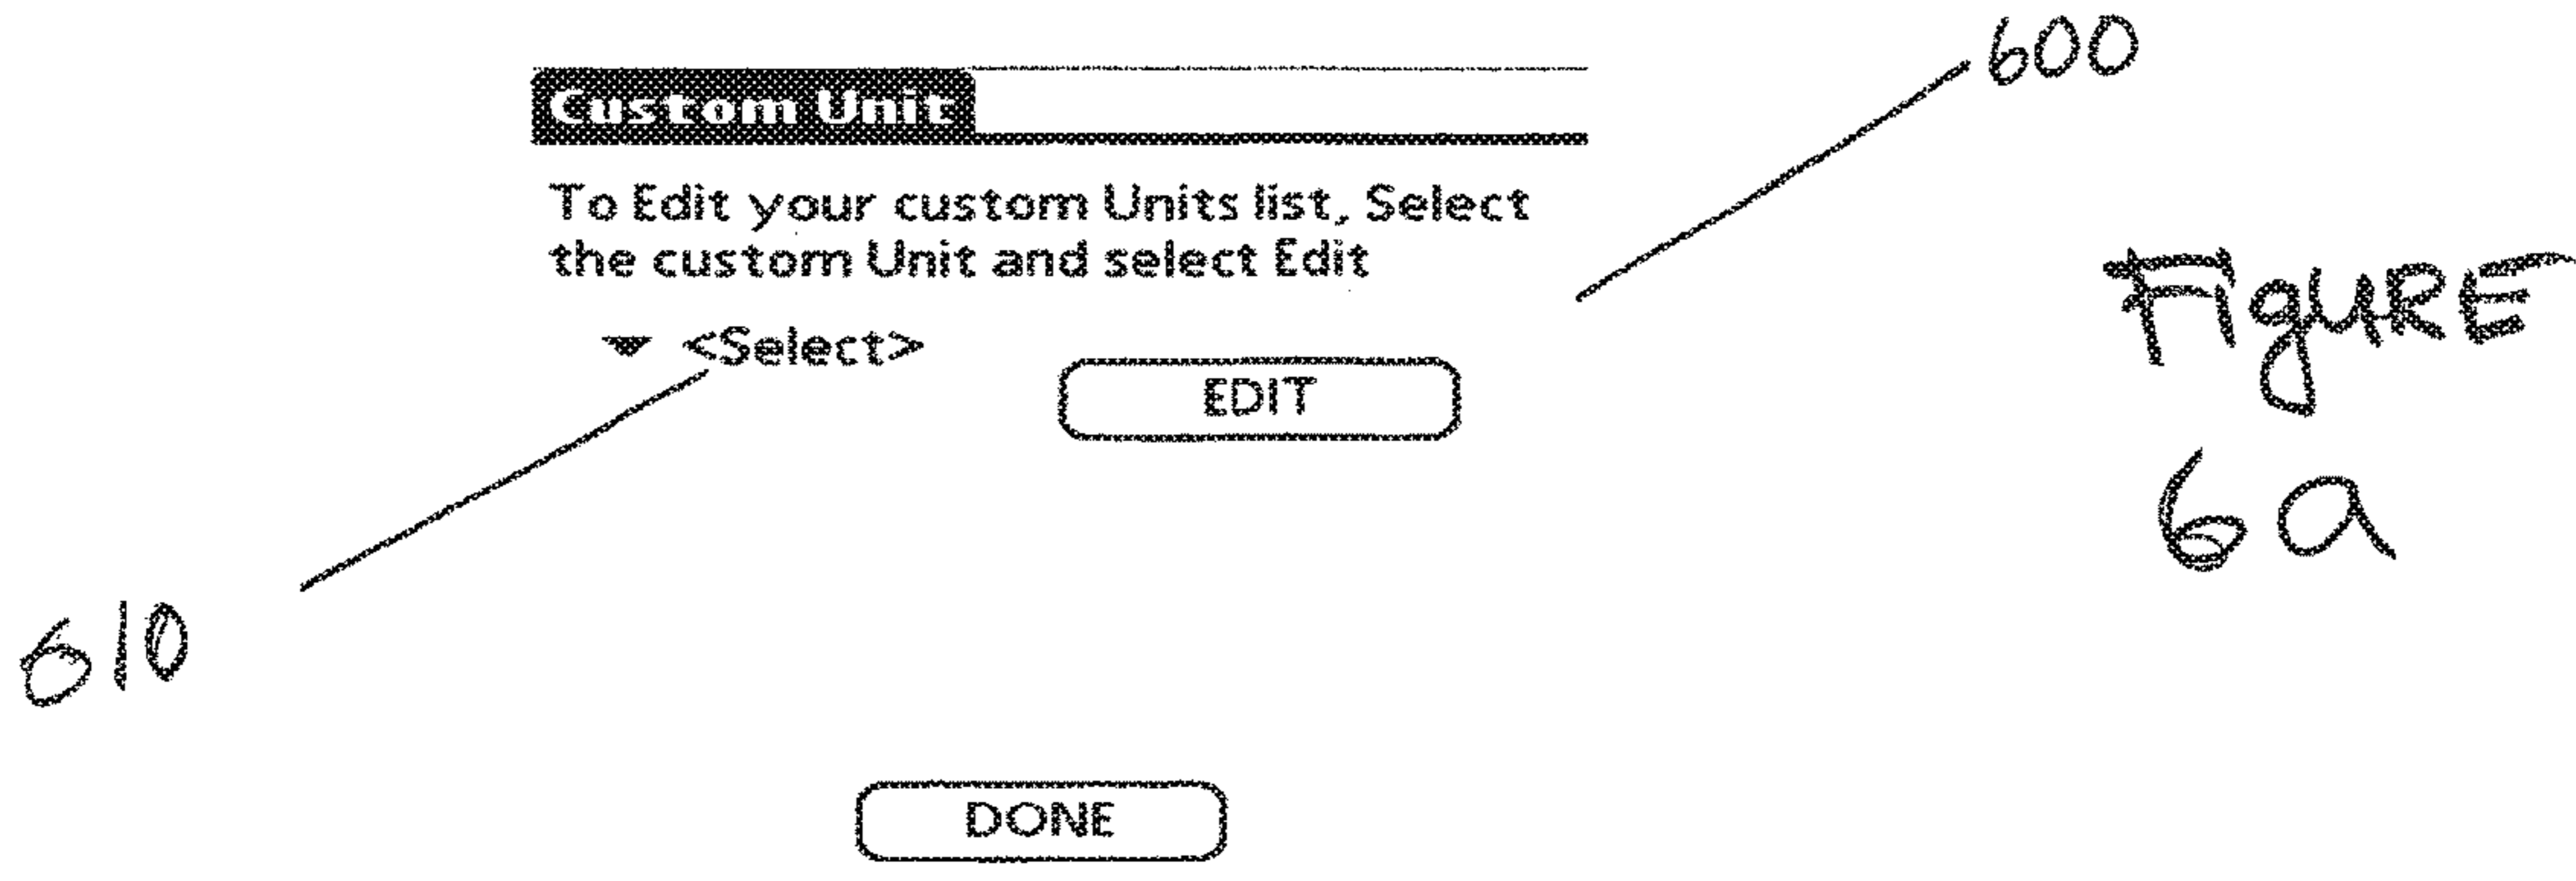 600
Custom Unit
To Edit your custom Units list, Select
the custom Unit and select Edit
<Select>
EDIT
FIgURE
6a
610
DONE